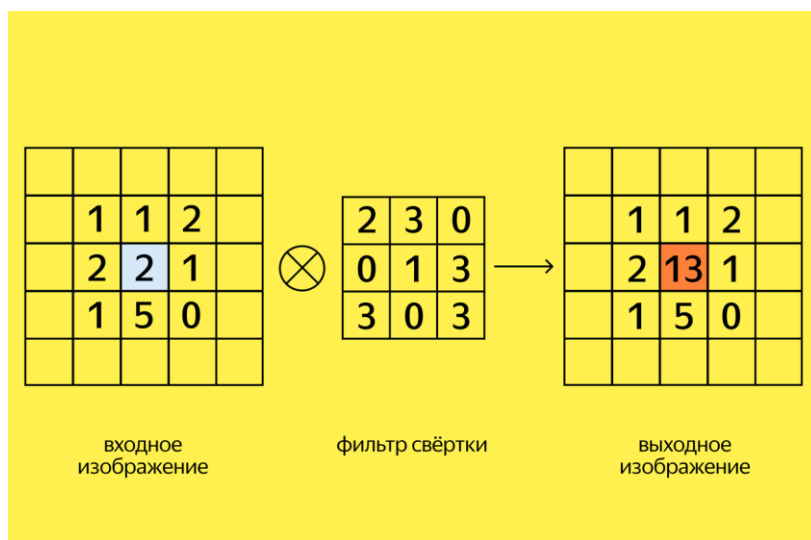 1 1 2 2 3 0 1 1 2
2 2 1 0 1 3 2 13 1
1 5 0 3 0 3 1 5 0
входное фильтр свёртки выходное
изображение изображение